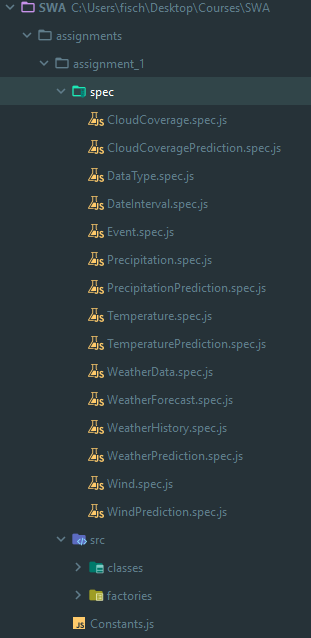 SWA C:\Users\fisch\Desktop\Courses\SWA
assignments
assignment_1
spec
CloudCoverage.spec.js
CloudCoveragePrediction.spec.js
DataType.spec.js
DateInterval.spec.js
Event.spec.js
Precipitation.spec.js
PrecipitationPrediction.spec.js
Temperature.spec.js
TemperaturePrediction.spec.js
WeatherData.spec.js
WeatherForecast.spec.js
WeatherHistory.spec.js
WeatherPrediction.spec.js
Wind.spec.js
WindPrediction.spec.js
src
classes
factories
Constants.js